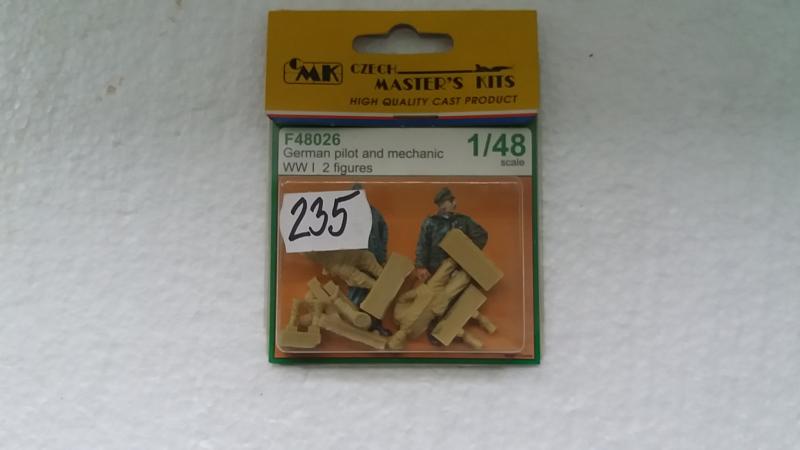 CMK CZECH
MASTER'S KITS
HIGH QUALITY CAST PRODUCT
F48026
German pilot and mechanic
WW I 2 figures
1/48
scale
235